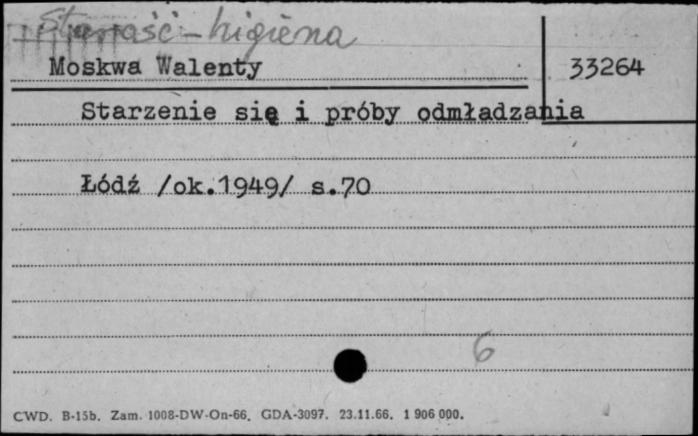 Starość - higiena
Moskwa Walenty 33264
Starzenie się i próby odmładzania
Łódź /ok.1949/ s.70
6
CWD. B-15b. Zam. 1008-DW-On-66. GDA-3097. 23.11.66. 1 906 000.